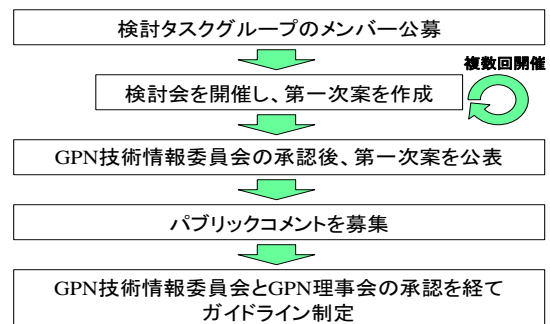 検討タスクグループのメンバー公募
複数回開催
検討会を開催し、第一次案を作成
GPN技術情報委員会の承認後、第一次案を公表
パブリックコメントを募集
GPN技術情報委員会とGPN理事会の承認を経て
ガイドライン制定